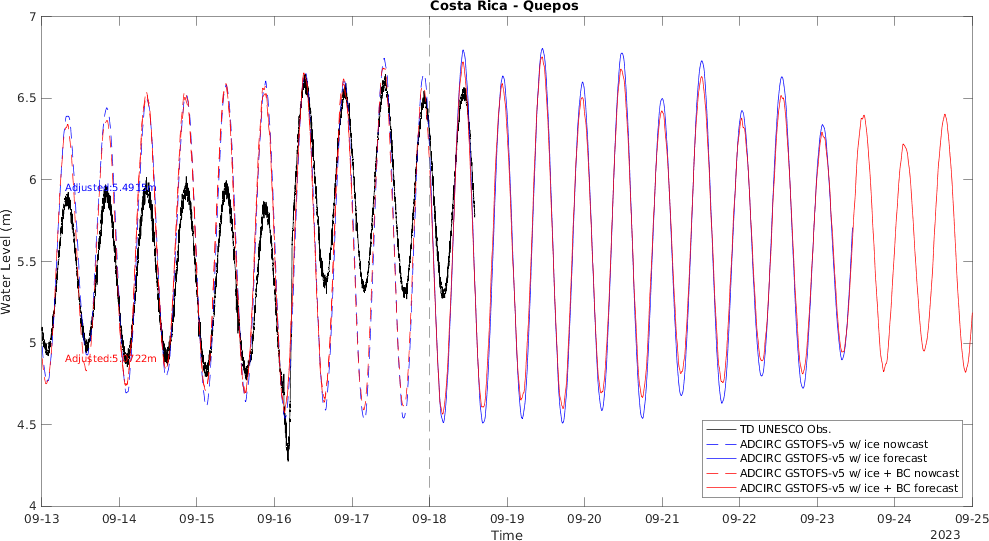 Costa Rica - Quepos
7
6.5
6
5.5
5
4.5
4
Water Level (m)
Adjusted:5.4915m
TD UNESCO Obs.
ADCIRC GSTOFS-v5 w/ ice nowcast
ADCIRC GSTOFS-v5 w/ ice forecast
ADCIRC GSTOFS-v5 w/ ice + BC nowcast
ADCIRC GSTOFS-v5 w/ ice + BC forecast
09-13 09-14 09-15 09-16 09-17 09-18 09-19 09-20 09-21 09-22 09-23 09-24 09-25
Time
2023